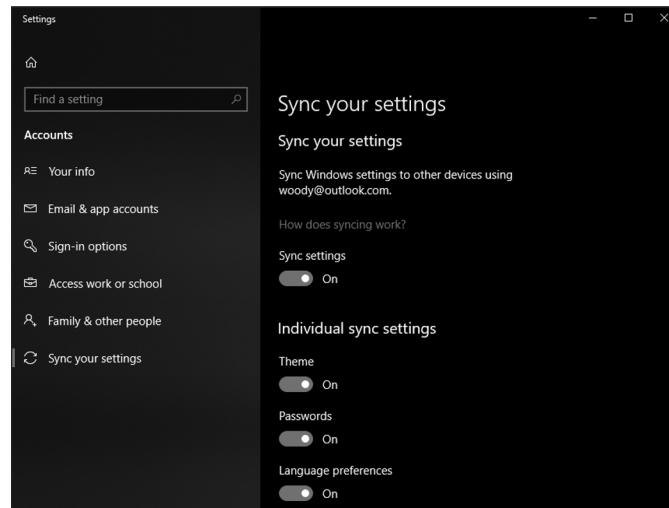 Settings
Find a setting
Accounts
Your info
Email & app accounts
Sign-in options
Access work or school
Family & other people
Sync your settings
Sync your settings
Sync your settings
Sync Windows settings to other devices using
woody@outlook.com.
How does syncing work?
Sync settings
On
Individual sync settings
Theme
On
Passwords
On
Language preferences
On